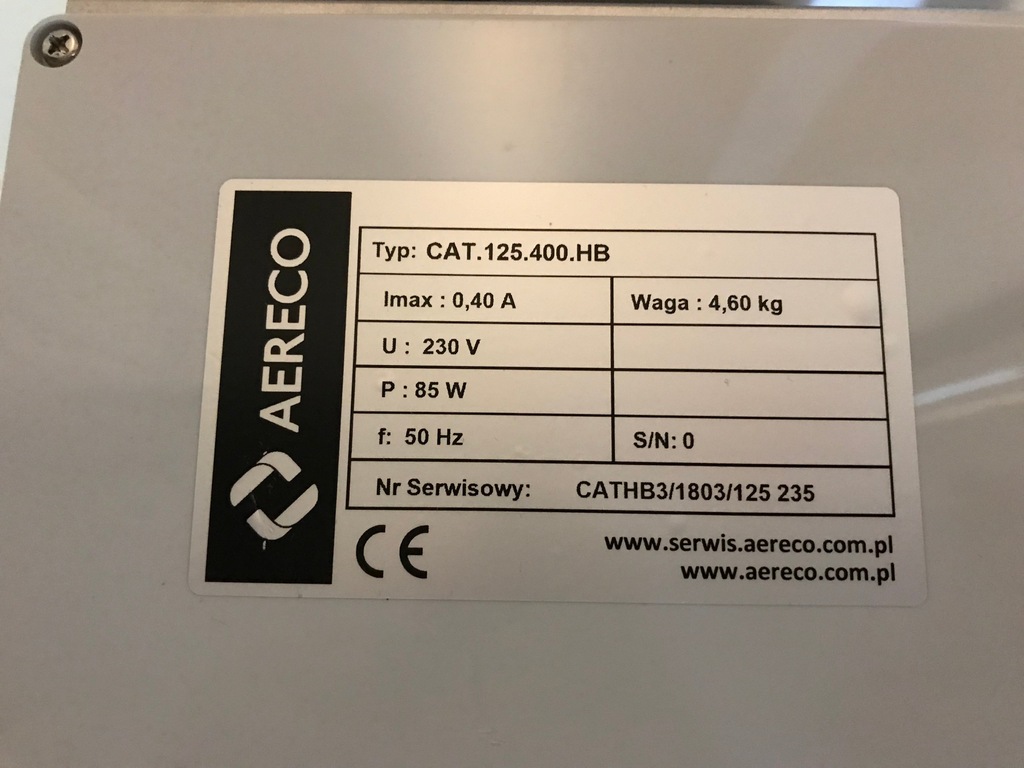 AERECO
Typ: CAT.125.400.HB
Imax : 0,40 A
Waga : 4,60 kg
U : 230 V
P : 85 W
f: 50 Hz
S/N: 0
Nr Serwisowy: CATHB3/1803/125 235
CE
www.serwis.aereco.com.pl
www.aereco.com.pl